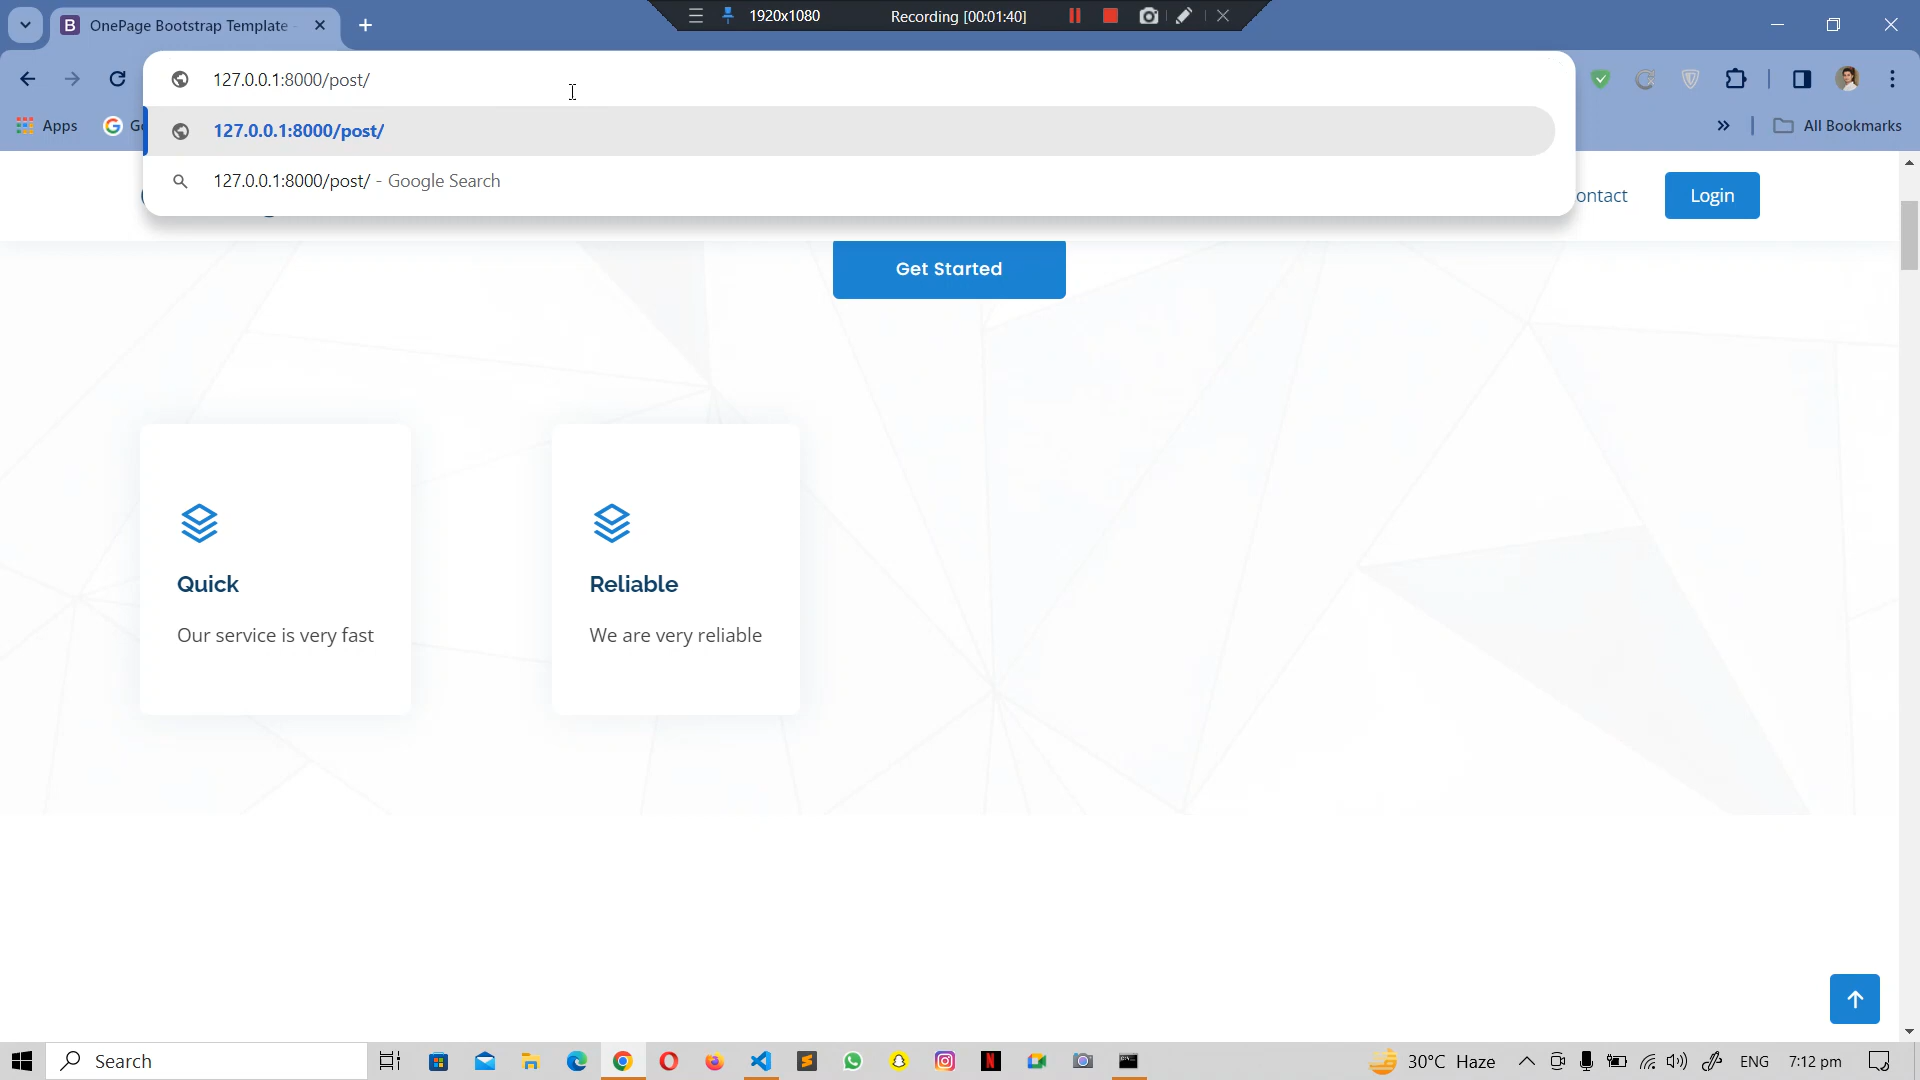 1920x1080
Recording [00:01:40]
OnePage Bootstrap Template
127.0.0.1:8000/post/
127.0.0.1:8000/post/
127.0.0.1:8000/post/ - Google Search
Apps
All Bookmarks
Login
Get Started
Quick
Our service is very fast
Reliable
We are very reliable
Search
30°C Haze
ENG
7:12 pm